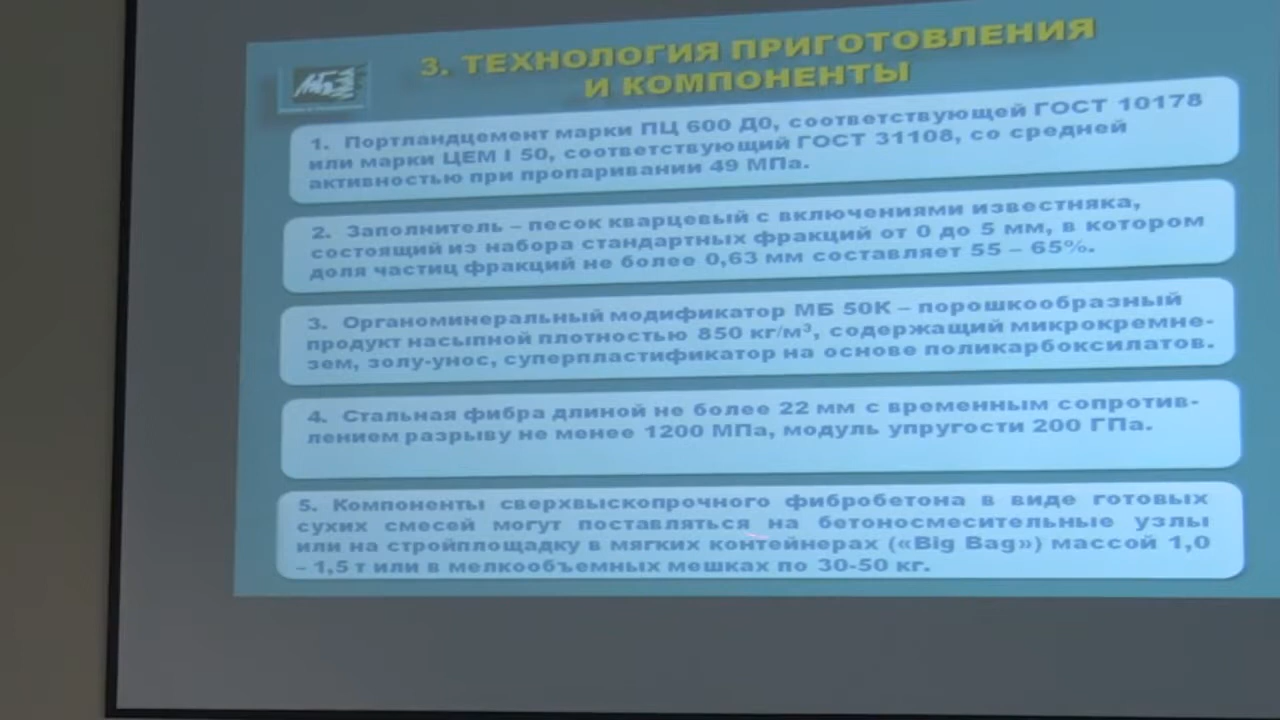 3. ТЕХНОЛОГИЯ ПРИГОТОВЛЕНИЯ
И КОМПОНЕНТЫ
1. Портландцемент марки ПЦ 600 Д0, соответствующей ГОСТ 10178
или марки ЦЕМ I 50, соответствующий ГОСТ 31108, со средней
активностью при пропаривании 49 МПа.
2. Заполнитель – песок кварцевый с включениями известняка,
состоящий из набора стандартных фракций от 0 до 5 мм, в котором
доля частиц фракций не более 0,63 мм составляет 55 – 65%.
3. Органоминеральный модификатор МБ 50К – порошкообразный
продукт насыпной плотностью 850 кг/м³, содержащий микрокремне-
зем, золу-унос, суперпластификатор на основе поликарбоксилатов.
4. Стальная фибра длиной не более 22 мм с временным сопротив-
лением разрыву не менее 1200 МПа, модуль упругости 200 ГПа.
5. Компоненты сверхвыскопрочного фибробетона в виде готовых
сухих смесей могут поставляться на бетоносмесительные узлы
или на стройплощадку в мягких контейнерах («Big Bag») массой 1,0
– 1,5 т или в мелкообъемных мешках по 30-50 кг.